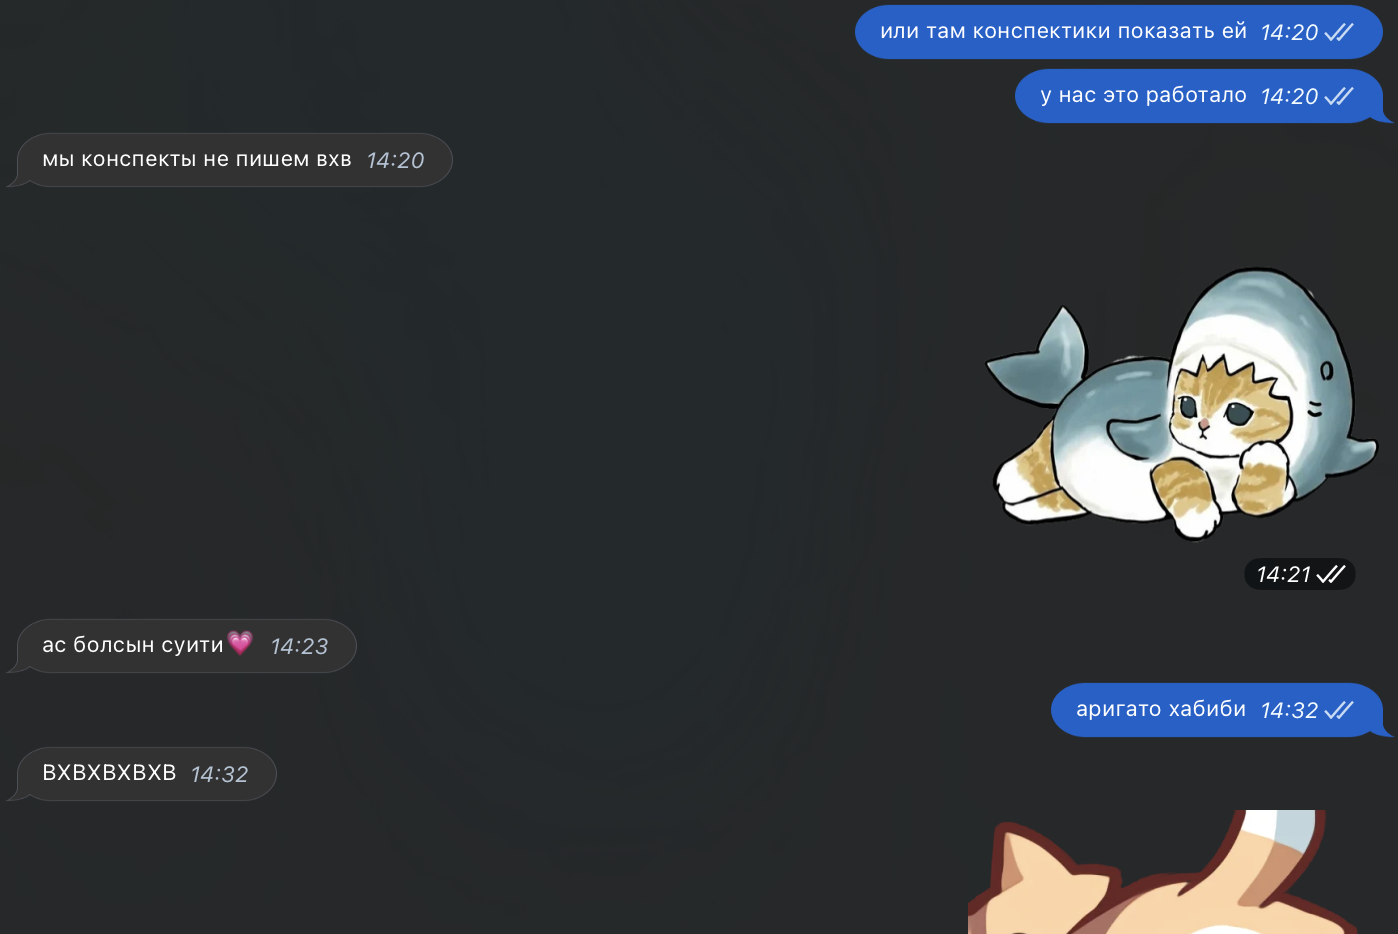 или там конспектики показать ей 14:20
у нас это работало 14:20
мы конспекты не пишем вхв 14:20
14:21
ас болсын суити💗 14:23
аригато хабиби 14:32
ВХВХВХВХВ 14:32